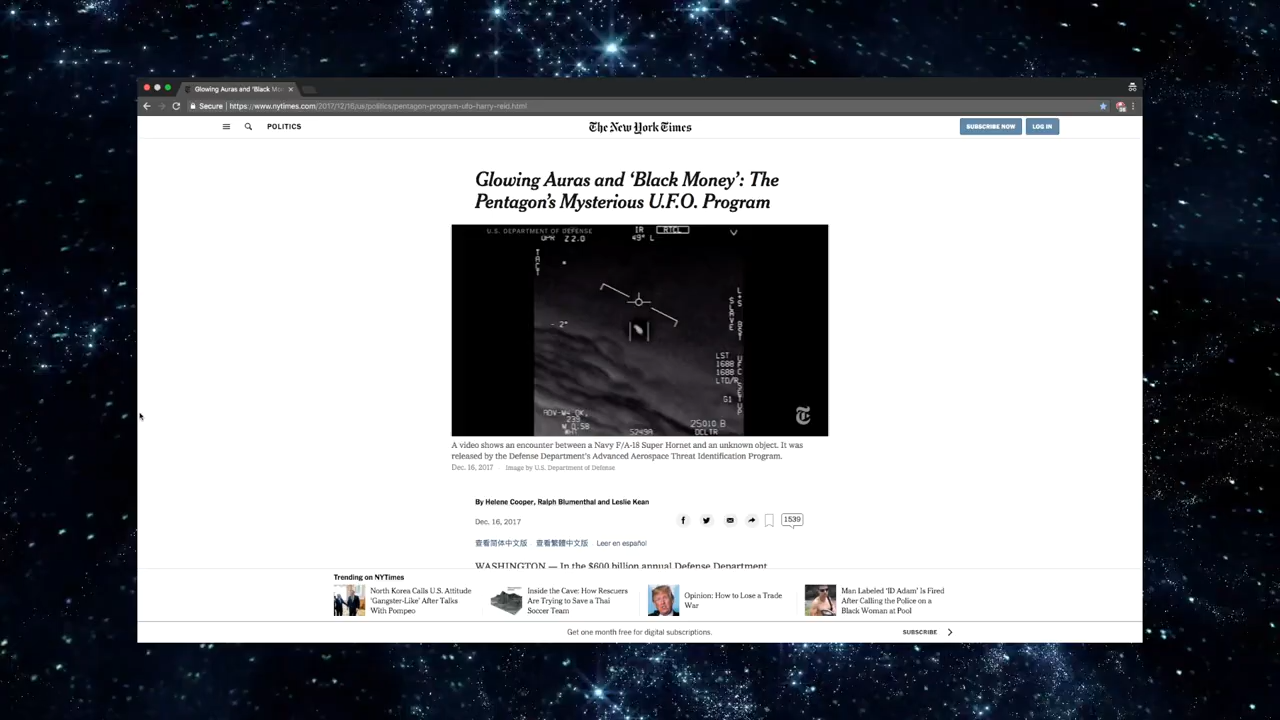 Glowing Auras and 'Black Mo
Secure | https://www.nytimes.com/2017/12/16/us/politics/pentagon-program-ufo-harry-reid.html
POLITICS
The New York Times
SUBSCRIBE NOW
LOG IN
Glowing Auras and ‘Black Money’: The
Pentagon’s Mysterious U.F.O. Program
U.S. DEPARTMENT OF DEFENSE
IR
OPR Z 2.0
49° L
- 2°
LST
1688
1688
LTD/R
G1
239
25010 B
DCLTR
A video shows an encounter between a Navy F/A-18 Super Hornet and an unknown object. It was
released by the Defense Department’s Advanced Aerospace Threat Identification Program.
Dec. 16, 2017
Image by U.S. Department of Defense
By Helene Cooper, Ralph Blumenthal and Leslie Kean
Dec. 16, 2017
1539
查看简体中文版
查看繁體中文版
Leer en español
WASHINGTON — In the $600 billion annual Defense Department
Trending on NYTimes
North Korea Calls U.S. Attitude
‘Gangster-Like’ After Talks
With Pompeo
Inside the Cave: How Rescuers
Are Trying to Save a Thai
Soccer Team
Opinion: How to Lose a Trade
War
Man Labeled ‘ID Adam’ Is Fired
After Calling the Police on a
Black Woman at Pool
Get one month free for digital subscriptions.
SUBSCRIBE